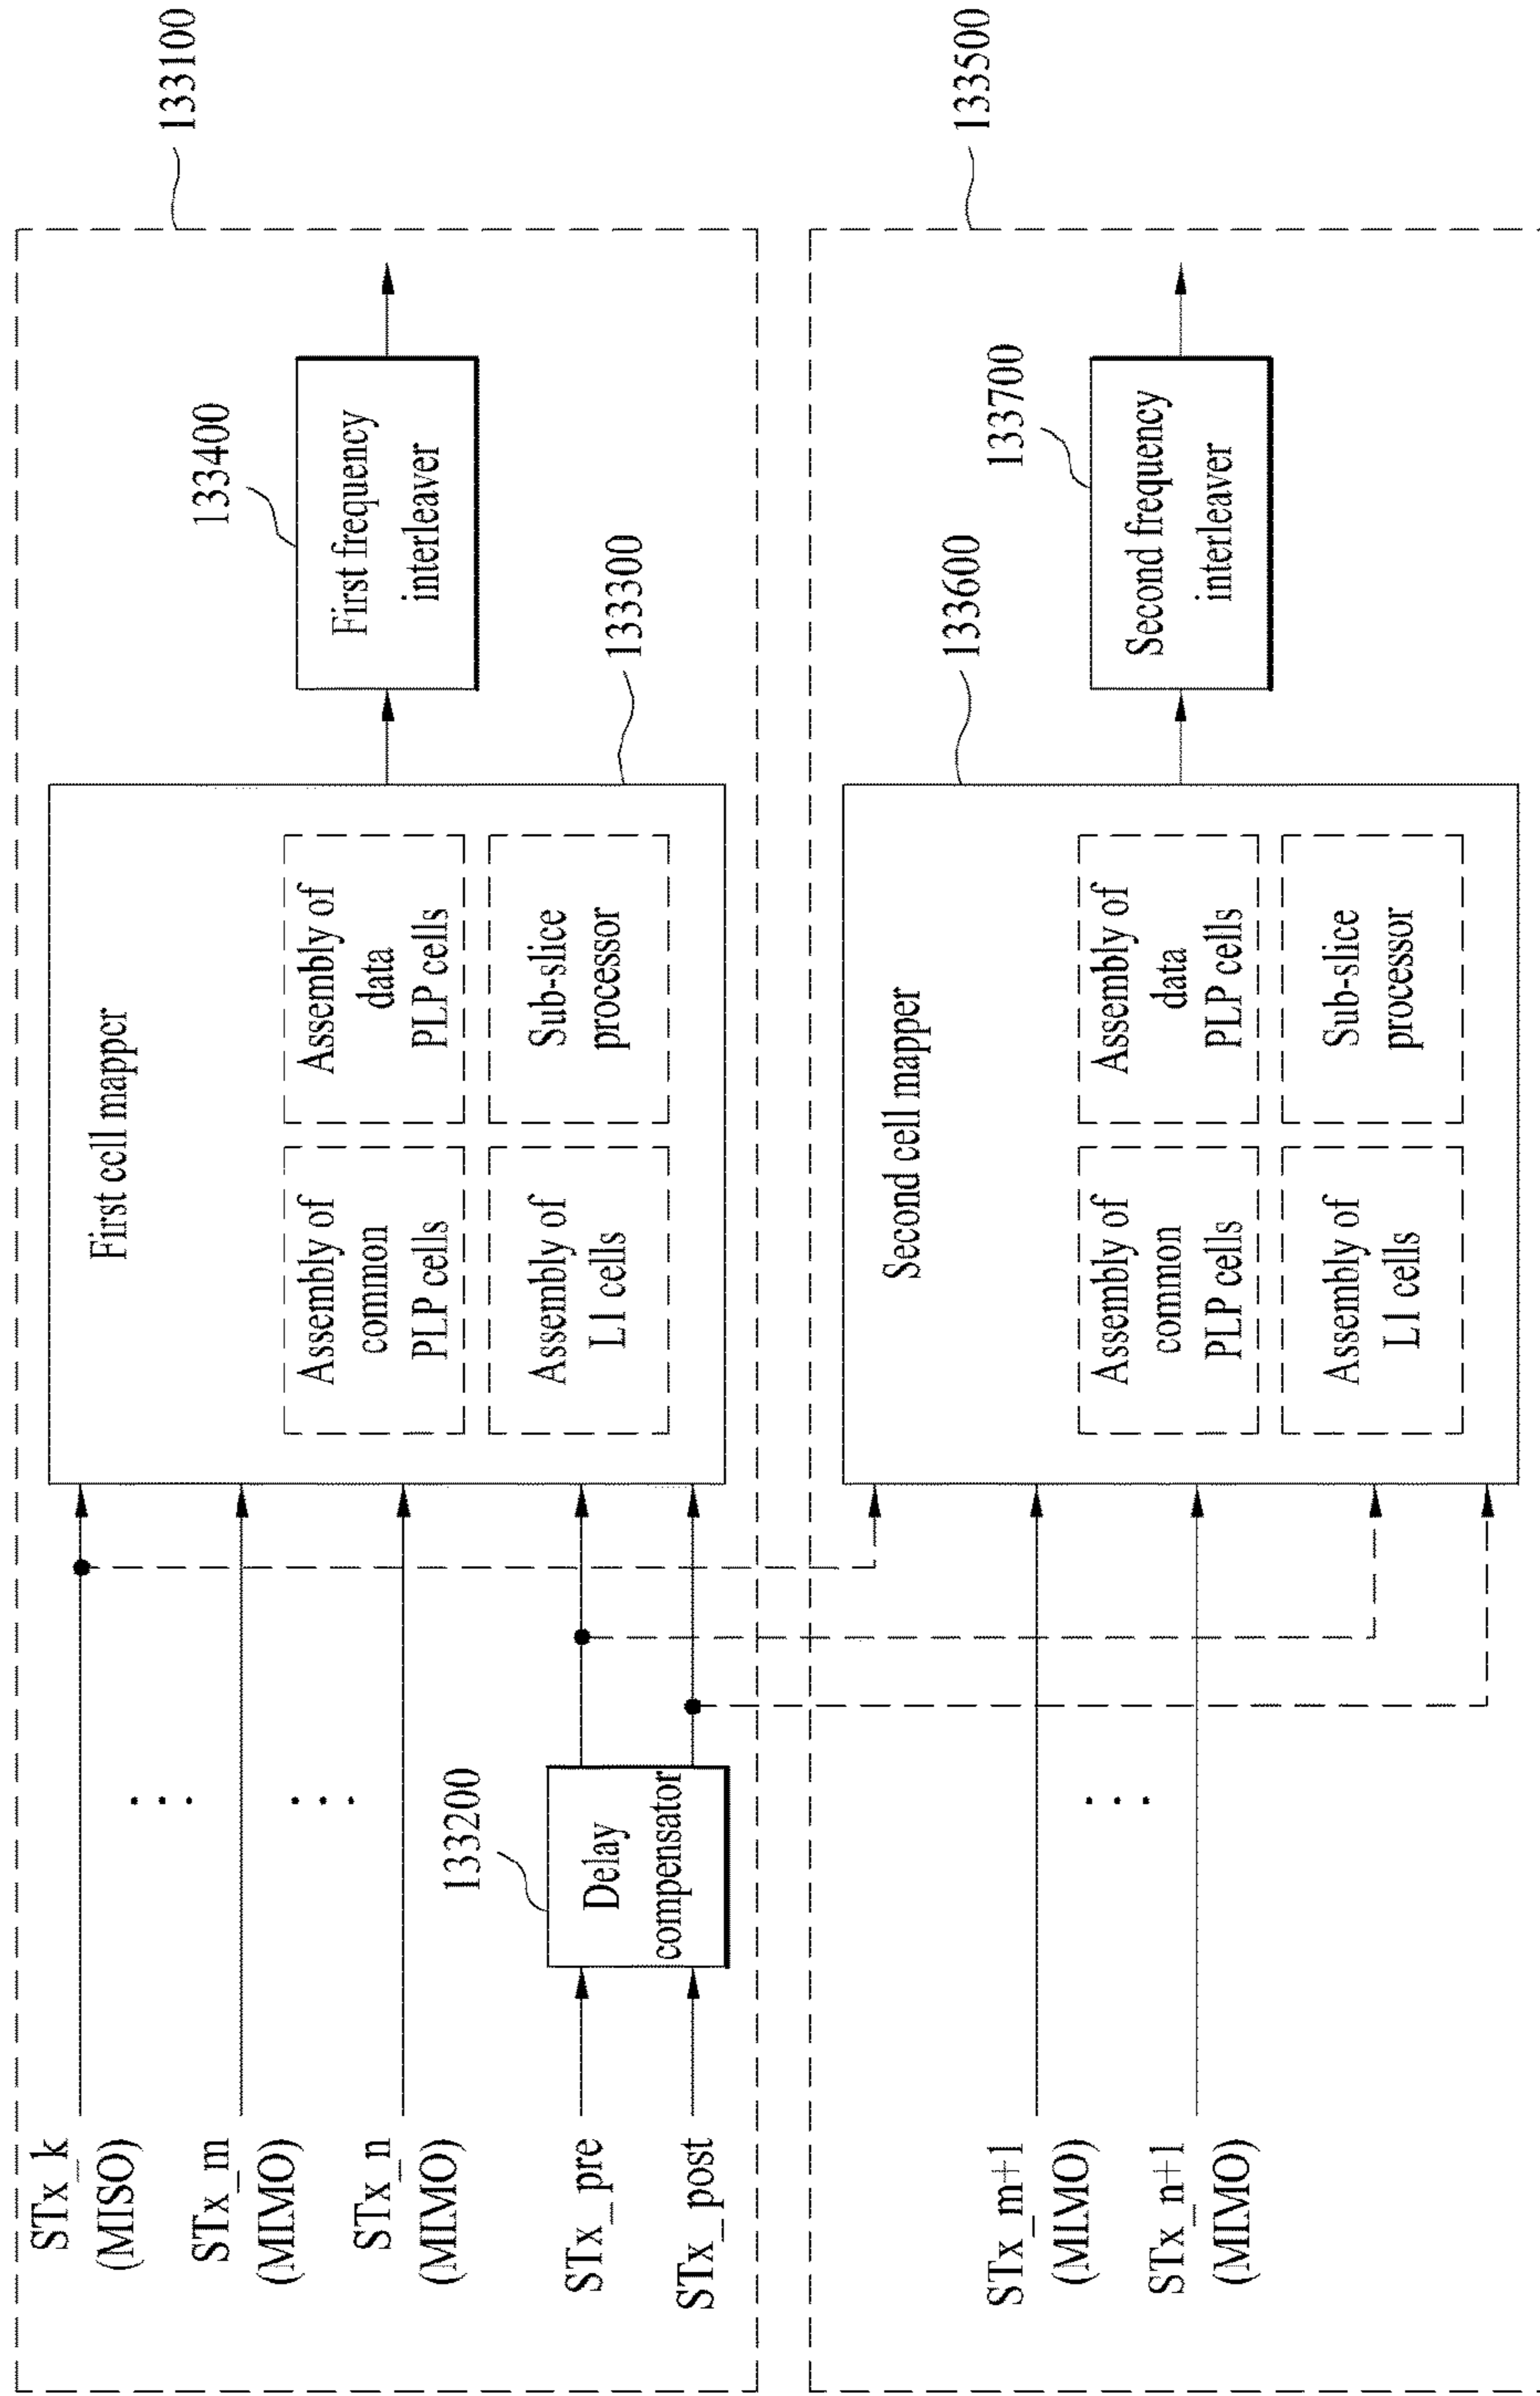 133100
STx_k
(MISO)
STx_m
(MIMO)
STx_n
(MIMO)
STx_pre
STx_post
133200
Delay
compensator
First cell mapper
Assembly of
common
PLP cells
Assembly of
data
PLP cells
Assembly of
L1 cells
Sub-slice
processor
133300
133400
First frequency
interleaver
133500
STx_m+1
(MIMO)
STx_n+1
(MIMO)
Second cell mapper
Assembly of
common
PLP cells
Assembly of
data
PLP cells
Assembly of
L1 cells
Sub-slice
processor
133600
133700
Second frequency
interleaver